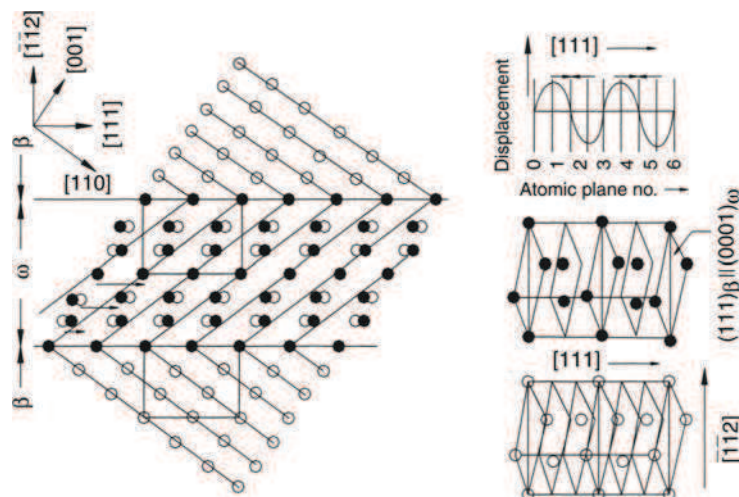 [1̅1̅2]
[001]
[111]
[110]
β
ω
β
Displacement
[111]
0 1 2 3 4 5 6
Atomic plane no.
(111)β||(0001)ω
[111]
[1̅1̅2]